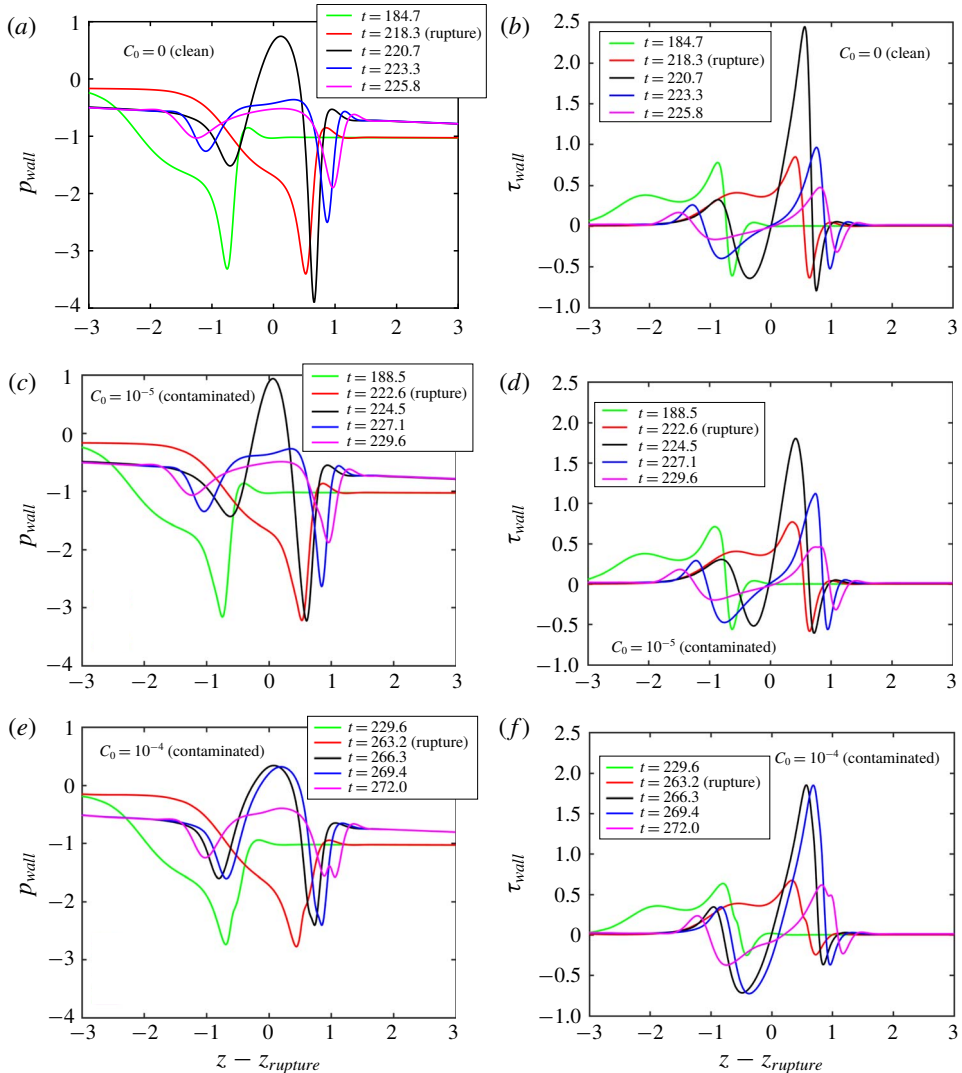 (a)
C₀ = 0 (clean)
t = 184.7
t = 218.3 (rupture)
t = 220.7
t = 223.3
t = 225.8
p_wall
1
0
−1
−2
−3
−4
−3 −2 −1 0 1 2 3
(b)
t = 184.7
t = 218.3 (rupture)
t = 220.7
t = 223.3
t = 225.8
C₀ = 0 (clean)
τ_wall
2.5
2.0
1.5
1.0
0.5
0
−0.5
−1.0
−3 −2 −1 0 1 2 3
(c)
C₀ = 10⁻⁵ (contaminated)
t = 188.5
t = 222.6 (rupture)
t = 224.5
t = 227.1
t = 229.6
p_wall
1
0
−1
−2
−3
−4
−3 −2 −1 0 1 2 3
(d)
t = 188.5
t = 222.6 (rupture)
t = 224.5
t = 227.1
t = 229.6
C₀ = 10⁻⁵ (contaminated)
τ_wall
2.5
2.0
1.5
1.0
0.5
0
−0.5
−1.0
−3 −2 −1 0 1 2 3
(e)
C₀ = 10⁻⁴ (contaminated)
t = 229.6
t = 263.2 (rupture)
t = 266.3
t = 269.4
t = 272.0
p_wall
1
0
−1
−2
−3
−4
−3 −2 −1 0 1 2 3
z − z_rupture
(f)
C₀ = 10⁻⁴ (contaminated)
t = 229.6
t = 263.2 (rupture)
t = 266.3
t = 269.4
t = 272.0
τ_wall
2.5
2.0
1.5
1.0
0.5
0
−0.5
−1.0
−3 −2 −1 0 1 2 3
z − z_rupture